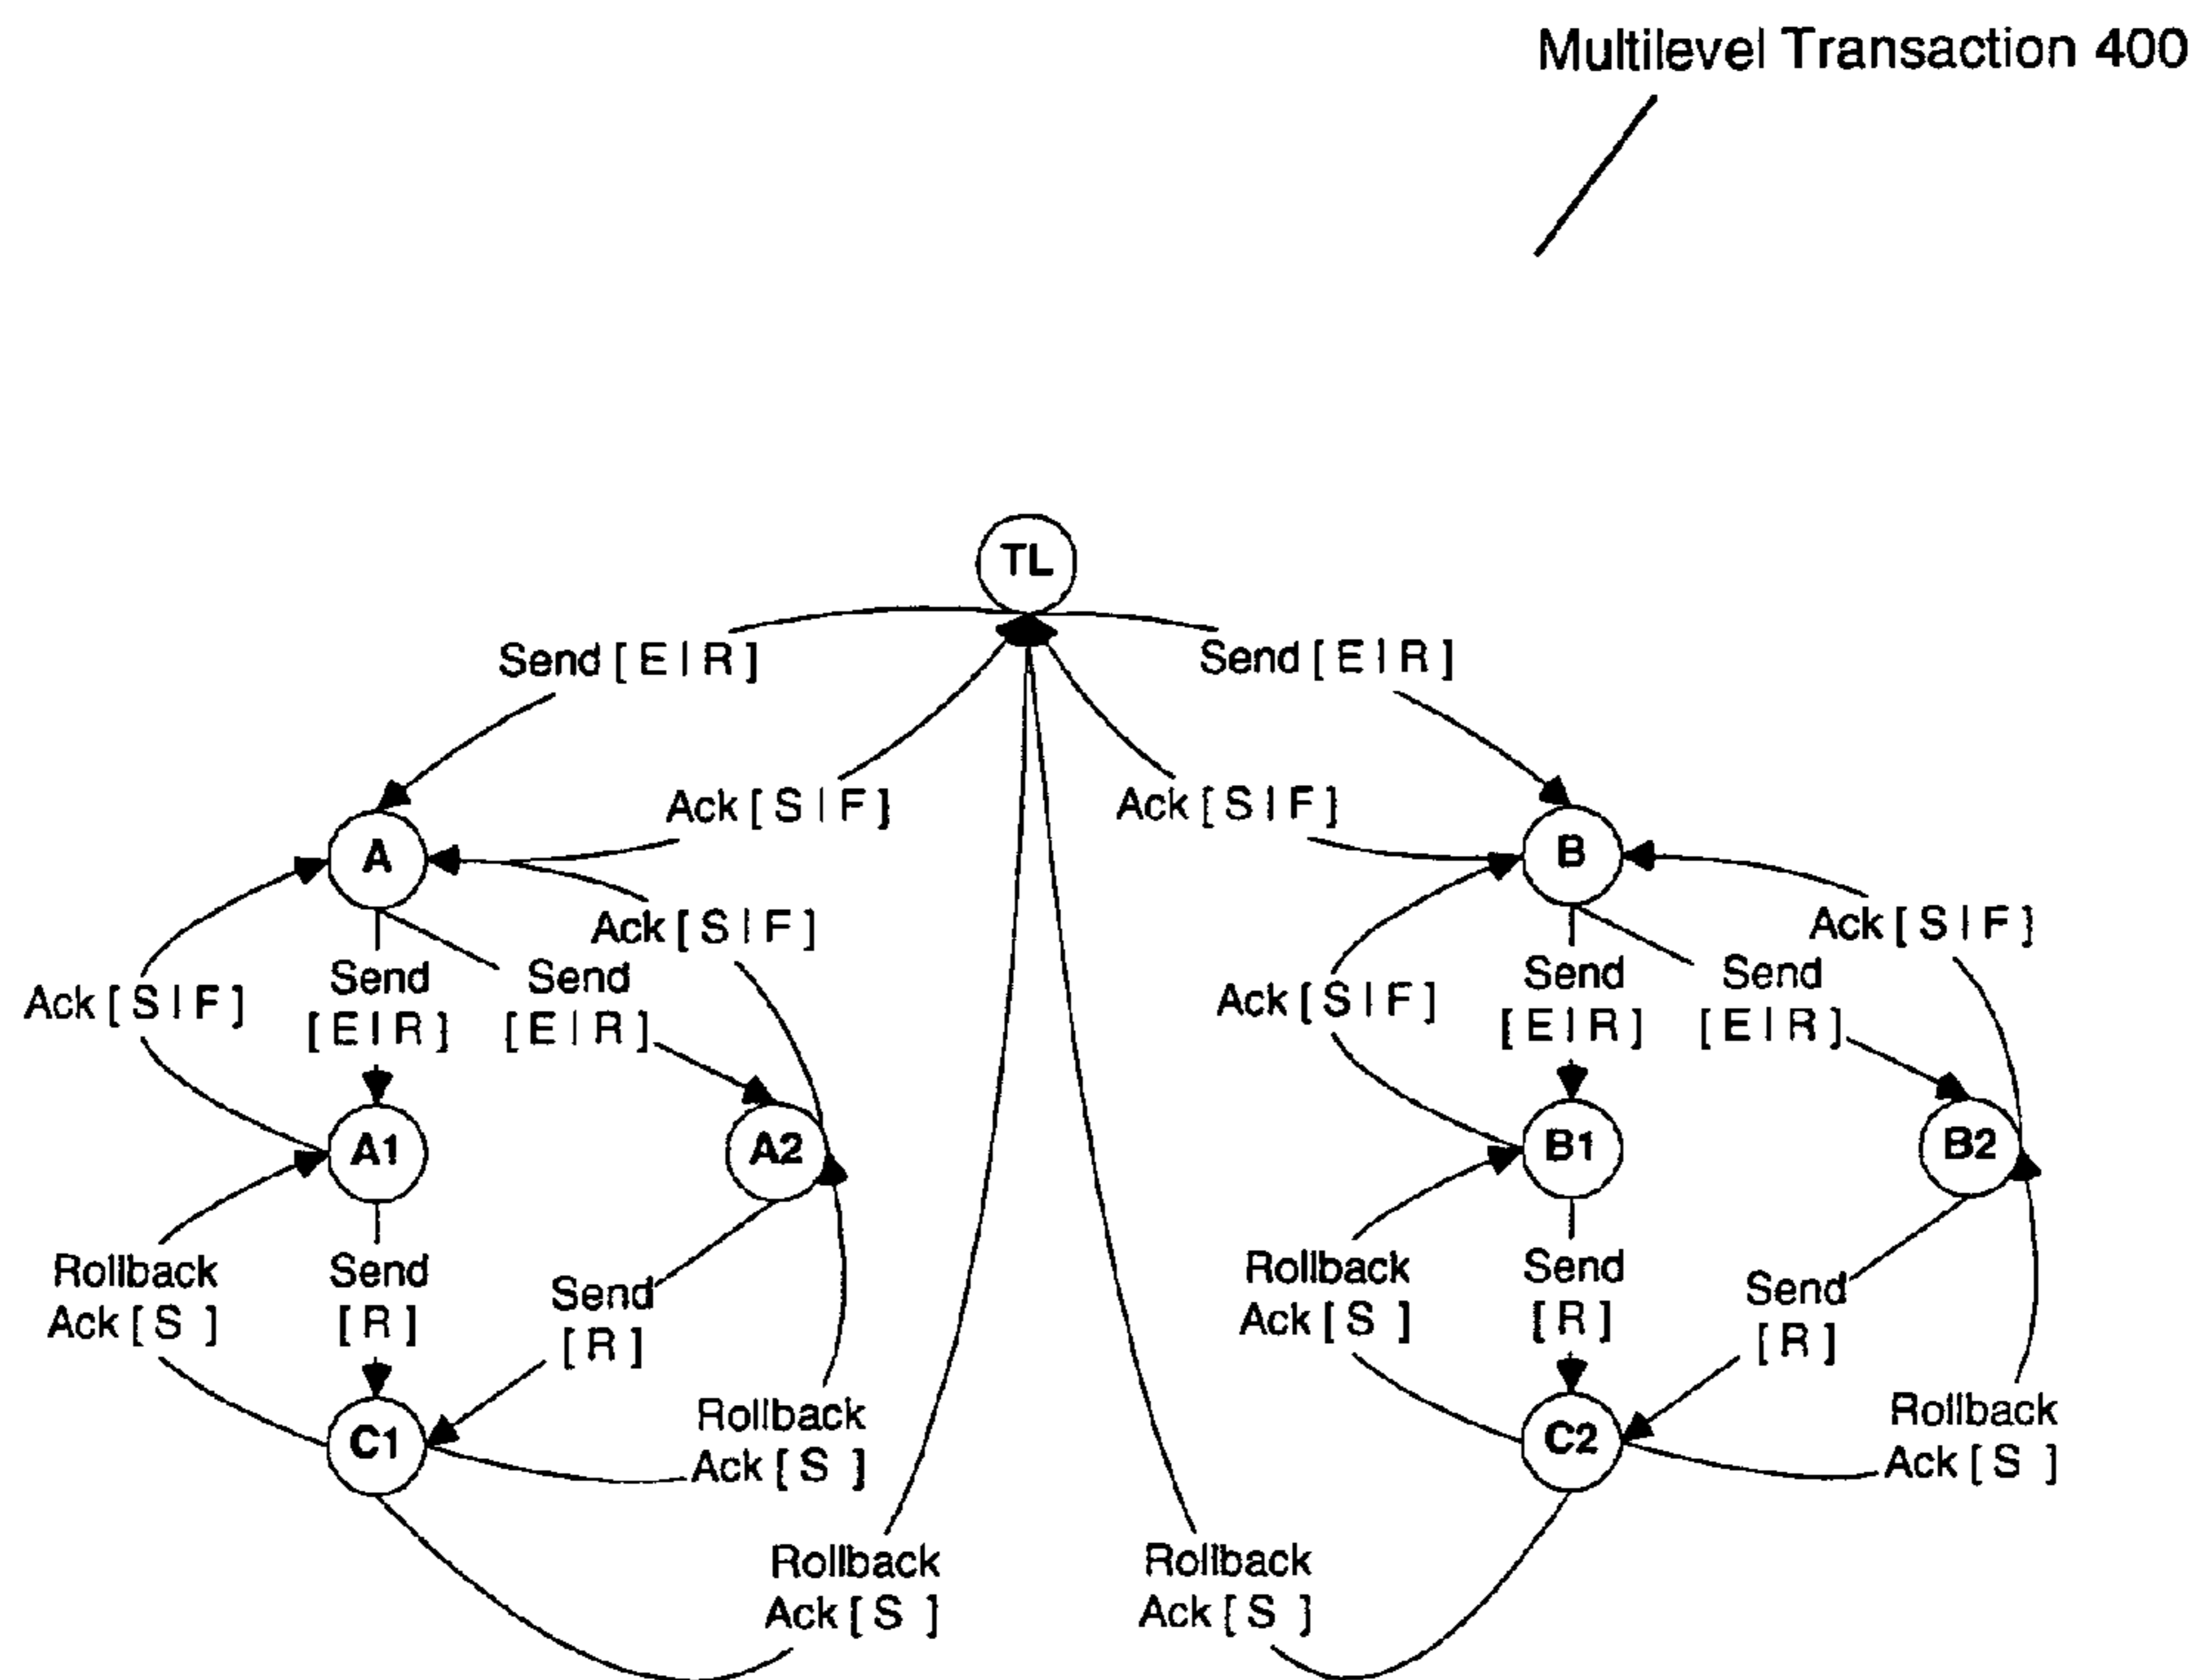 Multilevel Transaction 400
TL
Send [ E | R ]
Send [ E | R ]
Ack [ S | F ]
Ack [ S | F ]
A
B
Ack [ S | F ]
Ack [ S | F ]
Send
[ E | R ]
Send
[ E | R ]
Send
[ E | R ]
Send
[ E | R ]
Ack [ S | F ]
Ack [ S | F ]
A1
A2
B1
B2
Rollback
Ack [ S ]
Send
[ R ]
Send
[ R ]
Rollback
Ack [ S ]
Send
[ R ]
Send
[ R ]
C1
Rollback
Ack [ S ]
C2
Rollback
Ack [ S ]
Rollback
Ack [ S ]
Rollback
Ack [ S ]